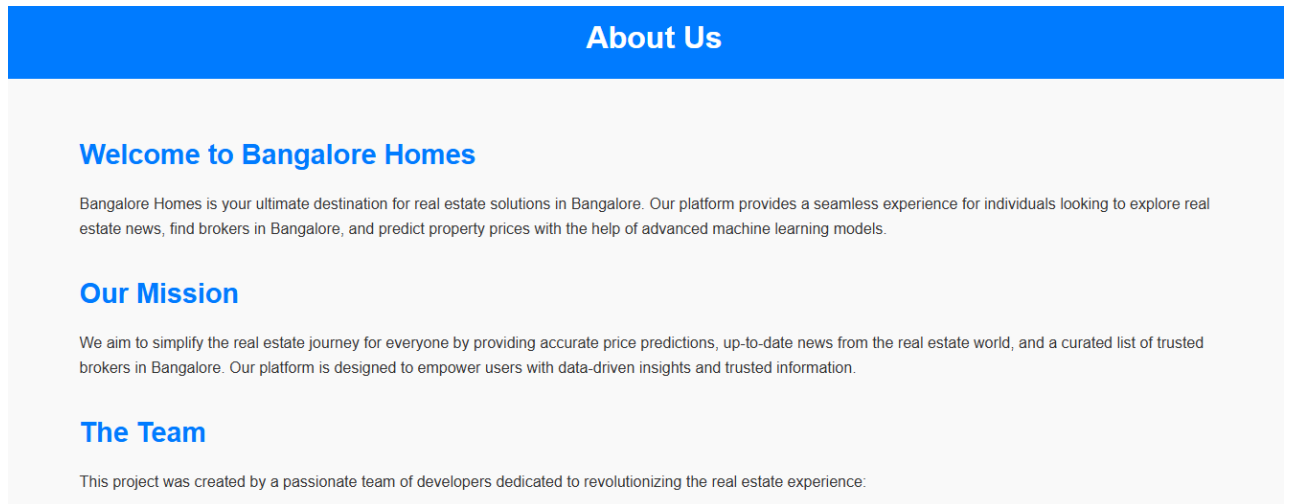 About Us
Welcome to Bangalore Homes
Bangalore Homes is your ultimate destination for real estate solutions in Bangalore. Our platform provides a seamless experience for individuals looking to explore real
estate news, find brokers in Bangalore, and predict property prices with the help of advanced machine learning models.
Our Mission
We aim to simplify the real estate journey for everyone by providing accurate price predictions, up-to-date news from the real estate world, and a curated list of trusted
brokers in Bangalore. Our platform is designed to empower users with data-driven insights and trusted information.
The Team
This project was created by a passionate team of developers dedicated to revolutionizing the real estate experience: